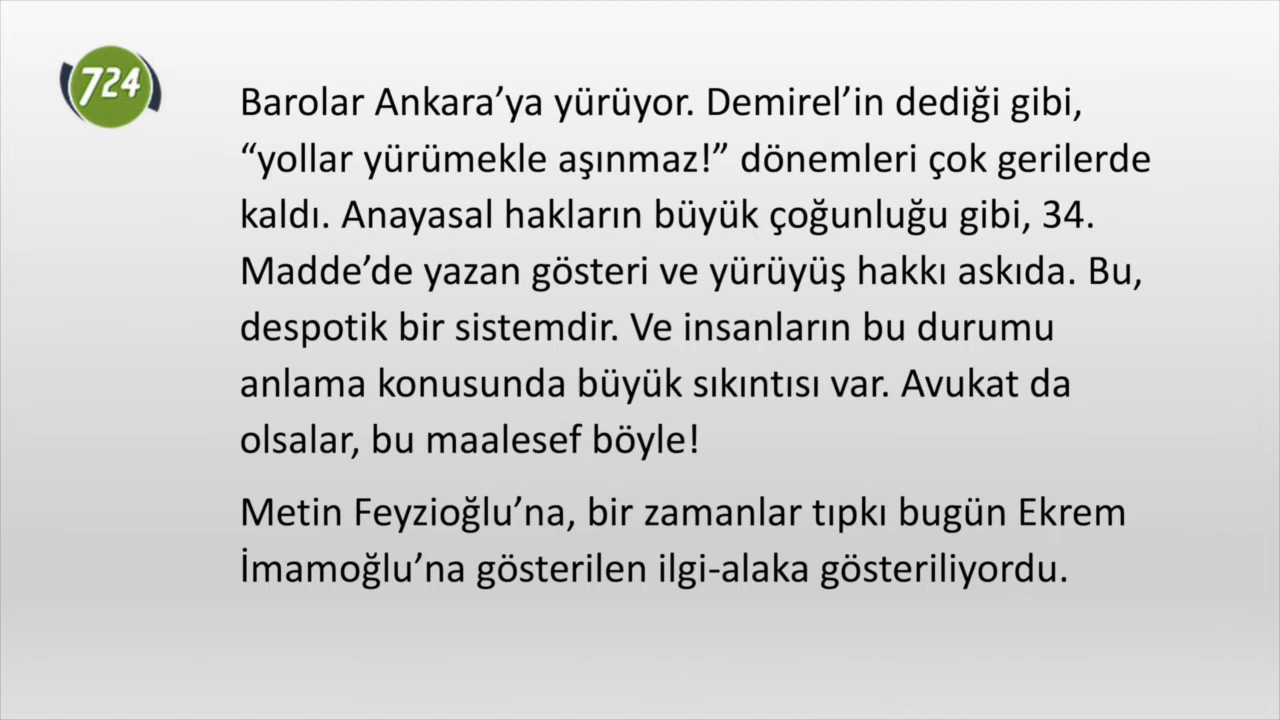 724
Barolar Ankara’ya yürüyor. Demirel’in dediği gibi,
“yollar yürümekle aşınmaz!” dönemleri çok gerilerde
kaldı. Anayasal hakların büyük çoğunluğu gibi, 34.
Madde’de yazan gösteri ve yürüyüş hakkı askıda. Bu,
despotik bir sistemdir. Ve insanların bu durumu
anlama konusunda büyük sıkıntısı var. Avukat da
olsalar, bu maalesef böyle!
Metin Feyzioğlu’na, bir zamanlar tıpkı bugün Ekrem
İmamoğlu’na gösterilen ilgi-alaka gösteriliyordu.